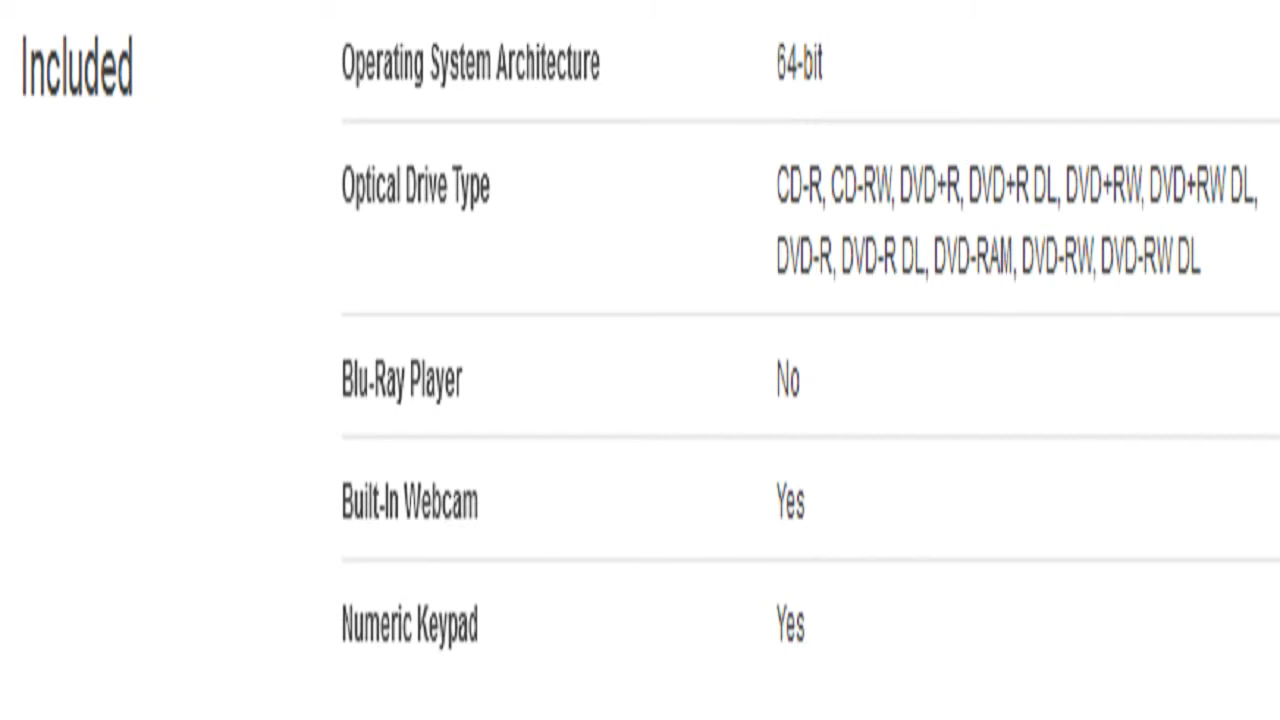 Included
Operating System Architecture 64-bit
Optical Drive Type CD-R, CD-RW, DVD+R, DVD+R DL, DVD+RW, DVD+RW DL,
DVD-R, DVD-R DL, DVD-RAM, DVD-RW, DVD-RW DL
Blu-Ray Player No
Built-In Webcam Yes
Numeric Keypad Yes